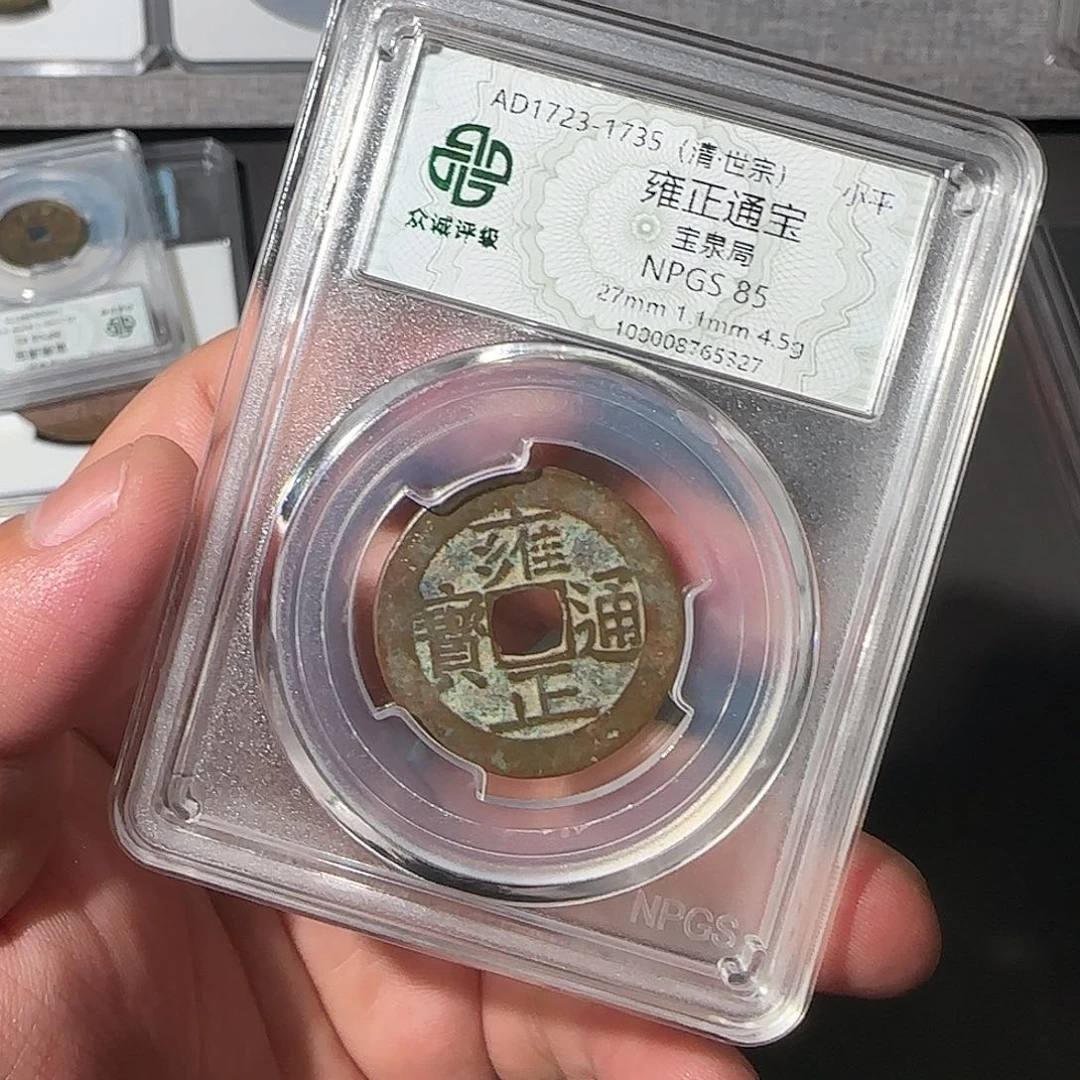 AD1723-1735（清·世宗）
小平
雍正通宝
宝泉局
NPGS 85
27mm 1.1mm 4.5g
100008765327
众诚评级
雍正通寶
NPGS